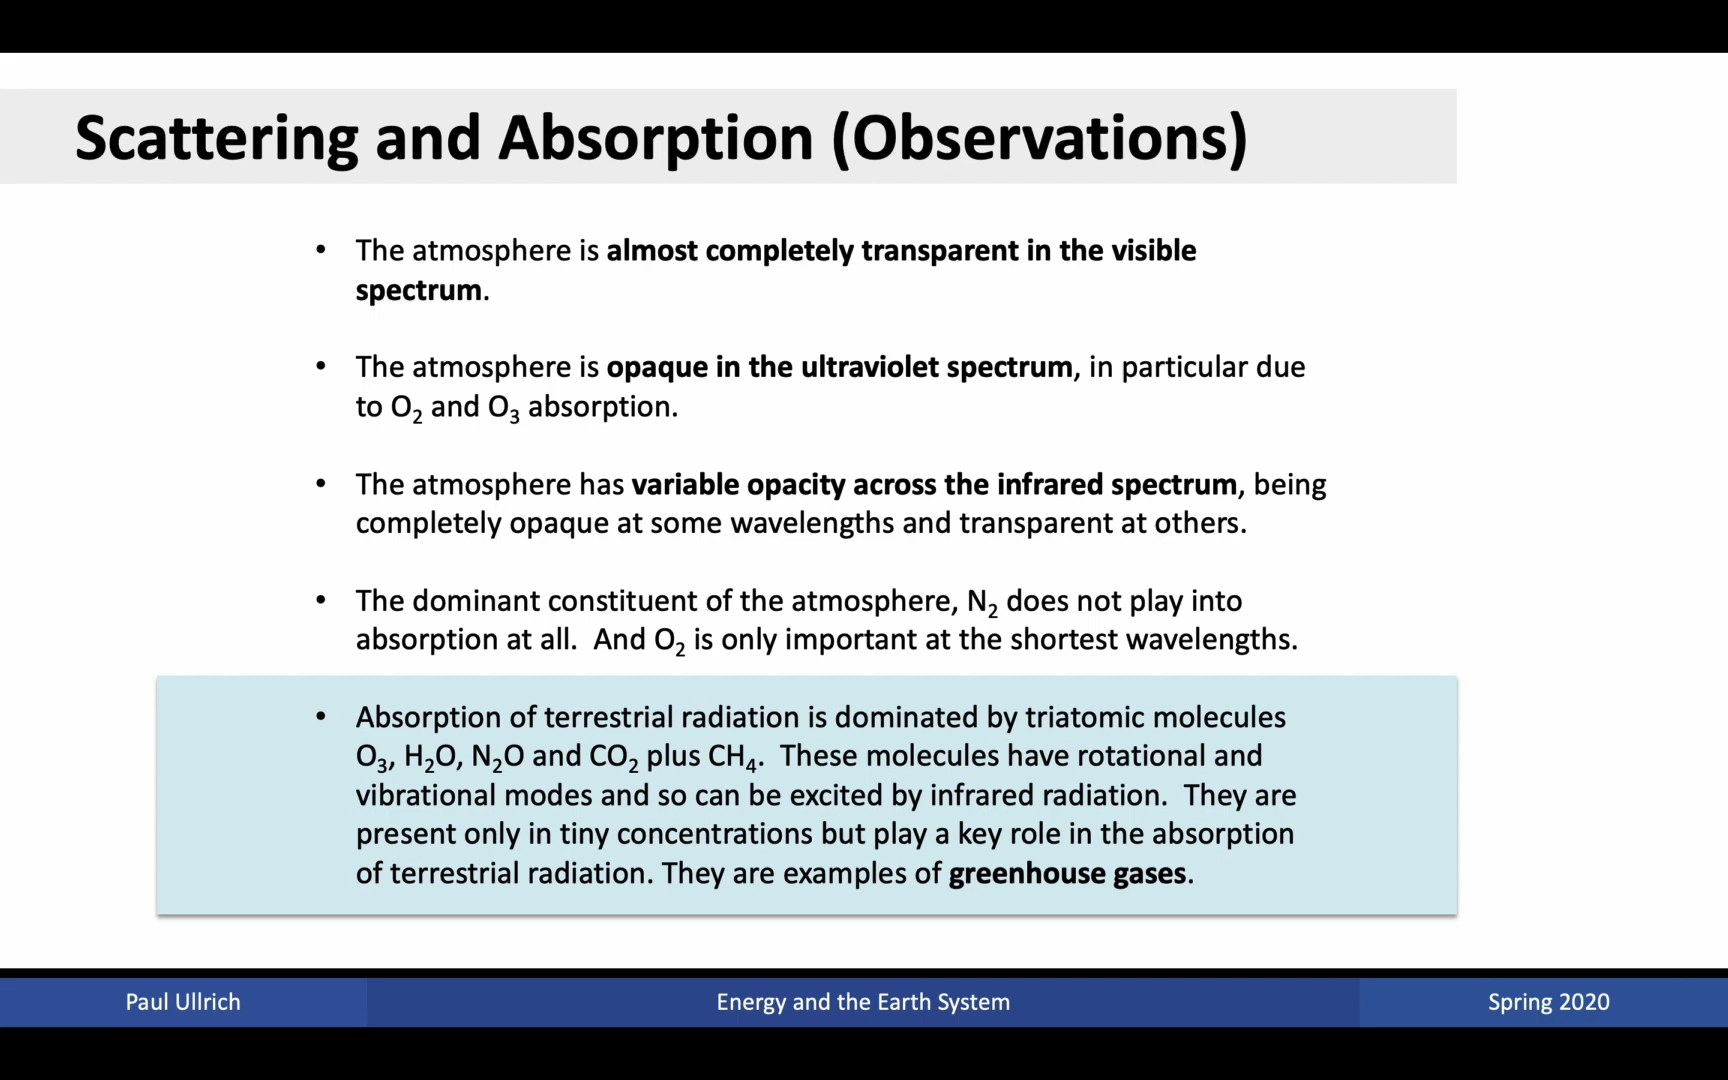 Scattering and Absorption (Observations)
• The atmosphere is almost completely transparent in the visible
spectrum.
• The atmosphere is opaque in the ultraviolet spectrum, in particular due
to O₂ and O₃ absorption.
• The atmosphere has variable opacity across the infrared spectrum, being
completely opaque at some wavelengths and transparent at others.
• The dominant constituent of the atmosphere, N₂ does not play into
absorption at all.  And O₂ is only important at the shortest wavelengths.
• Absorption of terrestrial radiation is dominated by triatomic molecules
O₃, H₂O, N₂O and CO₂ plus CH₄.  These molecules have rotational and
vibrational modes and so can be excited by infrared radiation.  They are
present only in tiny concentrations but play a key role in the absorption
of terrestrial radiation. They are examples of greenhouse gases.
Paul Ullrich
Energy and the Earth System
Spring 2020